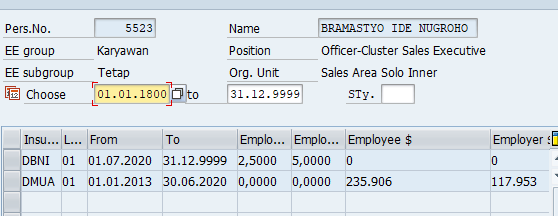 Pers.No. 5523 Name BRAMASTYO IDE NUGROHO
EE group Karyawan Position Officer-Cluster Sales Executive
EE subgroup Tetap Org. Unit Sales Area Solo Inner
Choose 01.01.1800 to 31.12.9999 STy.
Insu... L... From To Emplo... Emplo... Employee $ Employer $
DBNI 01 01.07.2020 31.12.9999 2,5000 5,0000 0 0
DMUA 01 01.01.2013 30.06.2020 0,0000 0,0000 235.906 117.953